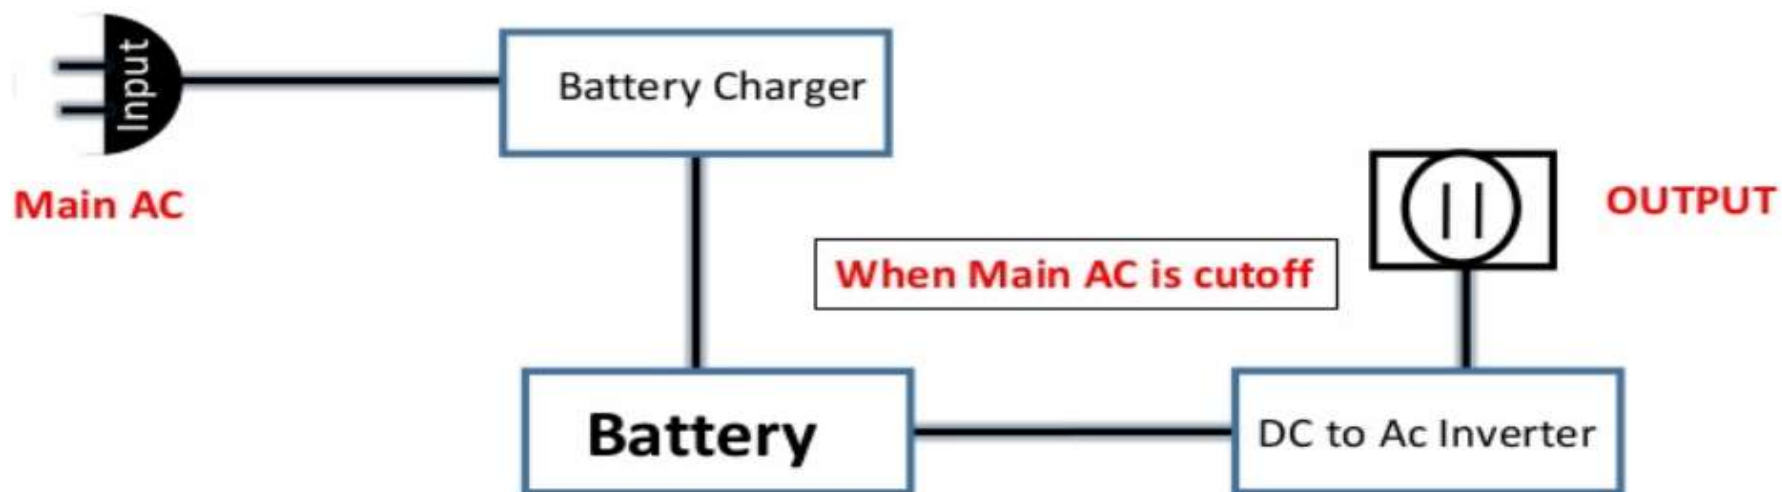 Input
Battery Charger
Main AC
OUTPUT
When Main AC is cutoff
Battery
DC to Ac Inverter